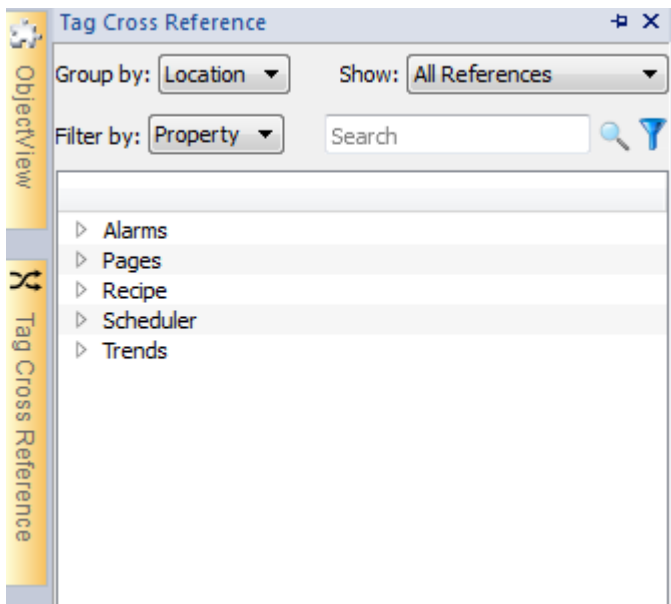 Tag Cross Reference
Group by: Location
Show: All References
Filter by: Property
Search
Alarms
Pages
Recipe
Scheduler
Trends
ObjectView
Tag Cross Reference